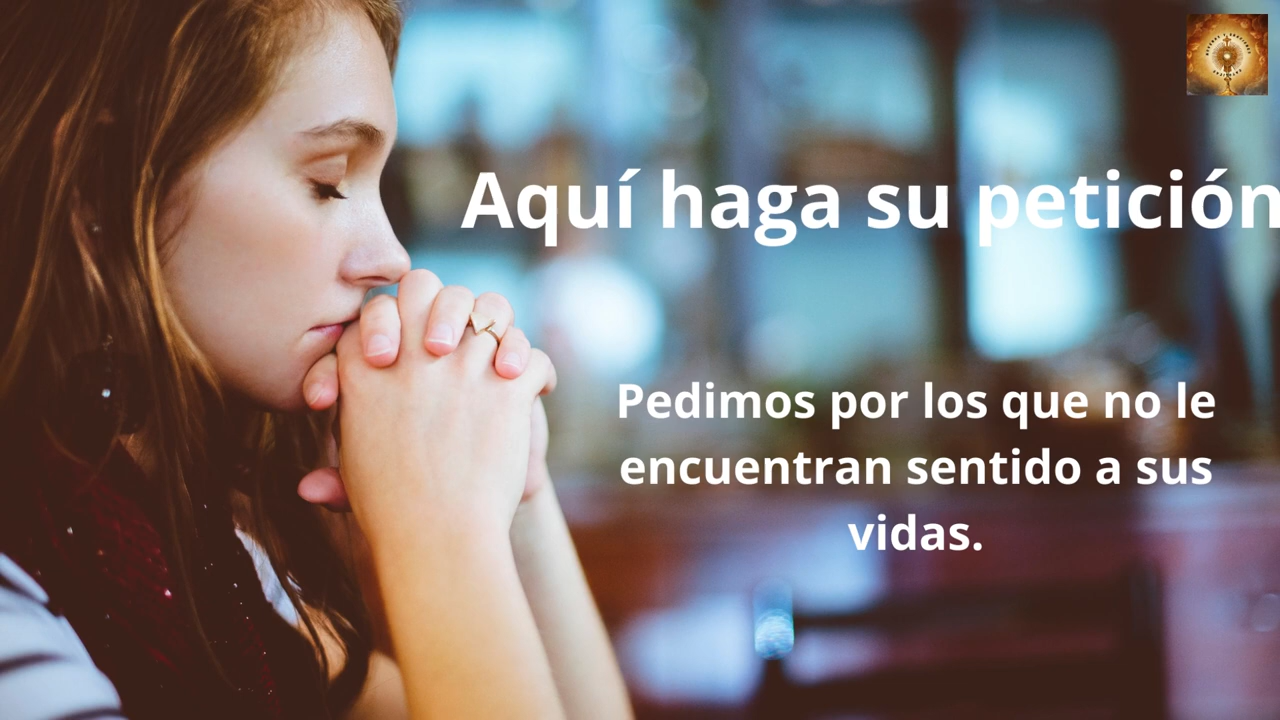 Aquí haga su petición
Pedimos por los que no le
encuentran sentido a sus
vidas.